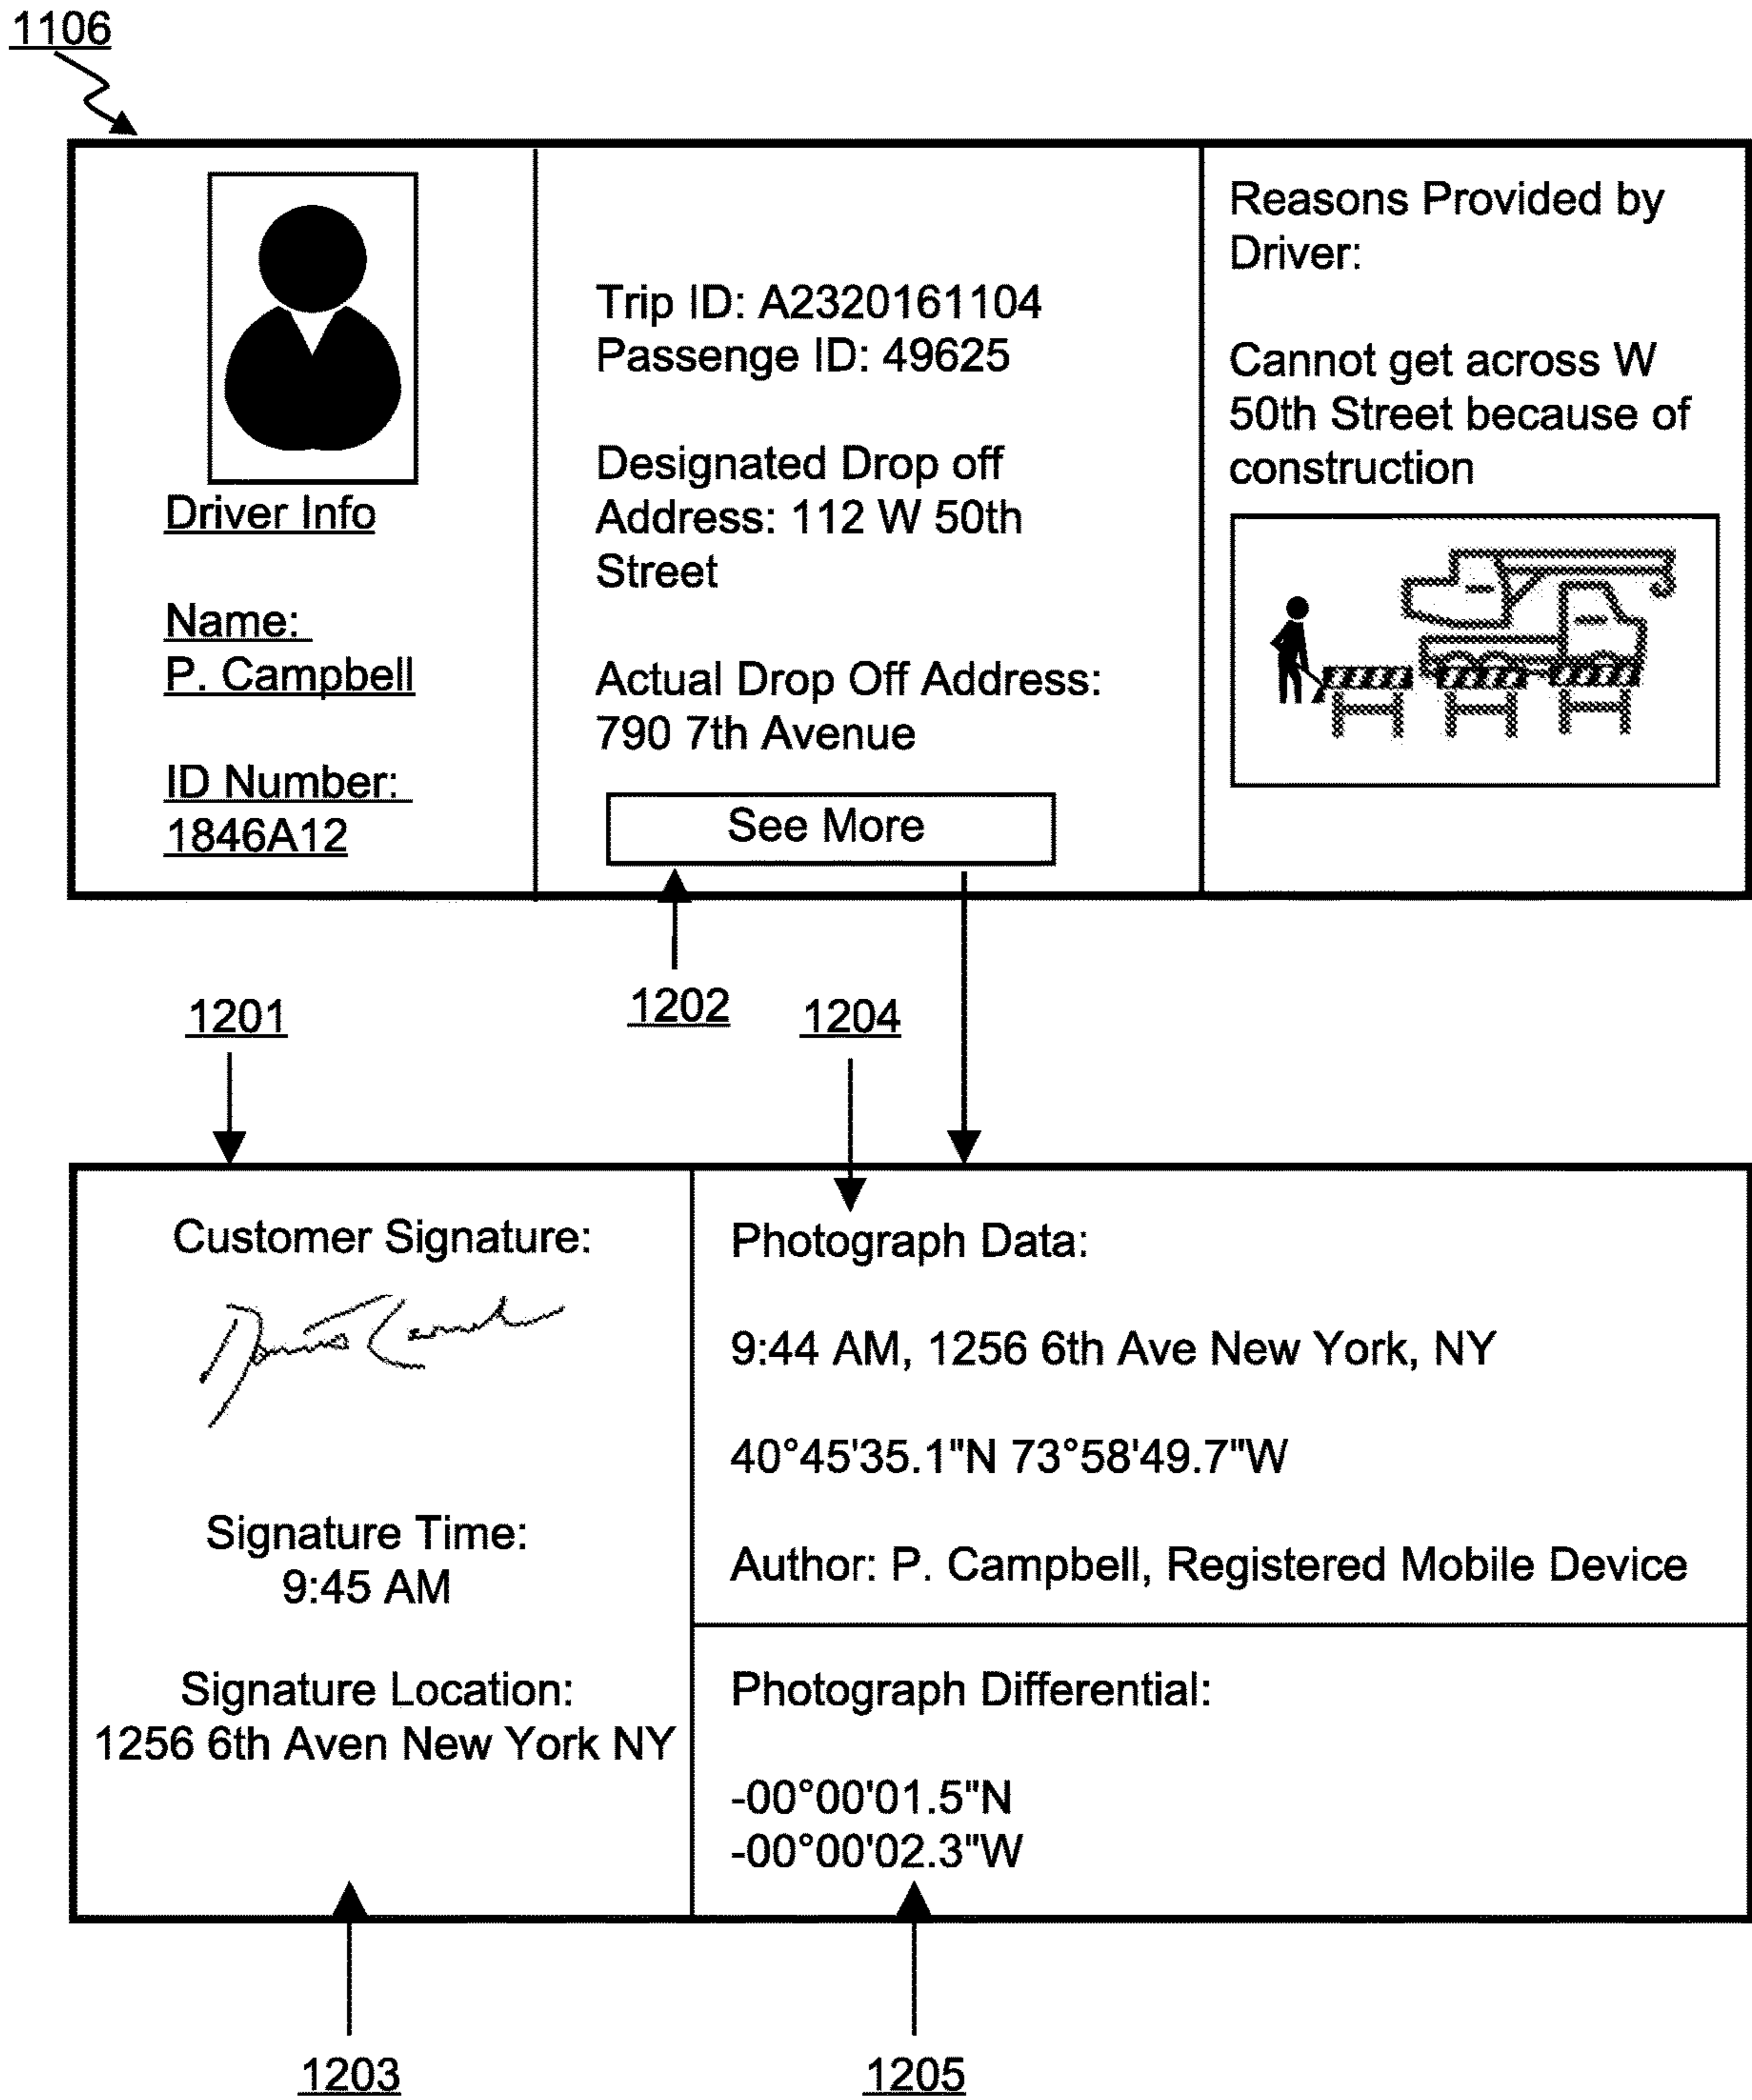 1106
Driver Info
Name:
P. Campbell
ID Number:
1846A12
Trip ID: A2320161104
Passenge ID: 49625
Designated Drop off
Address: 112 W 50th
Street
Actual Drop Off Address:
790 7th Avenue
See More
Reasons Provided by
Driver:
Cannot get across W
50th Street because of
construction
1202
1201
1204
Customer Signature:
Signature Time:
9:45 AM
Signature Location:
1256 6th Aven New York NY
Photograph Data:
9:44 AM, 1256 6th Ave New York, NY
40°45'35.1"N 73°58'49.7"W
Author: P. Campbell, Registered Mobile Device
Photograph Differential:
-00°00'01.5"N
-00°00'02.3"W
1203
1205